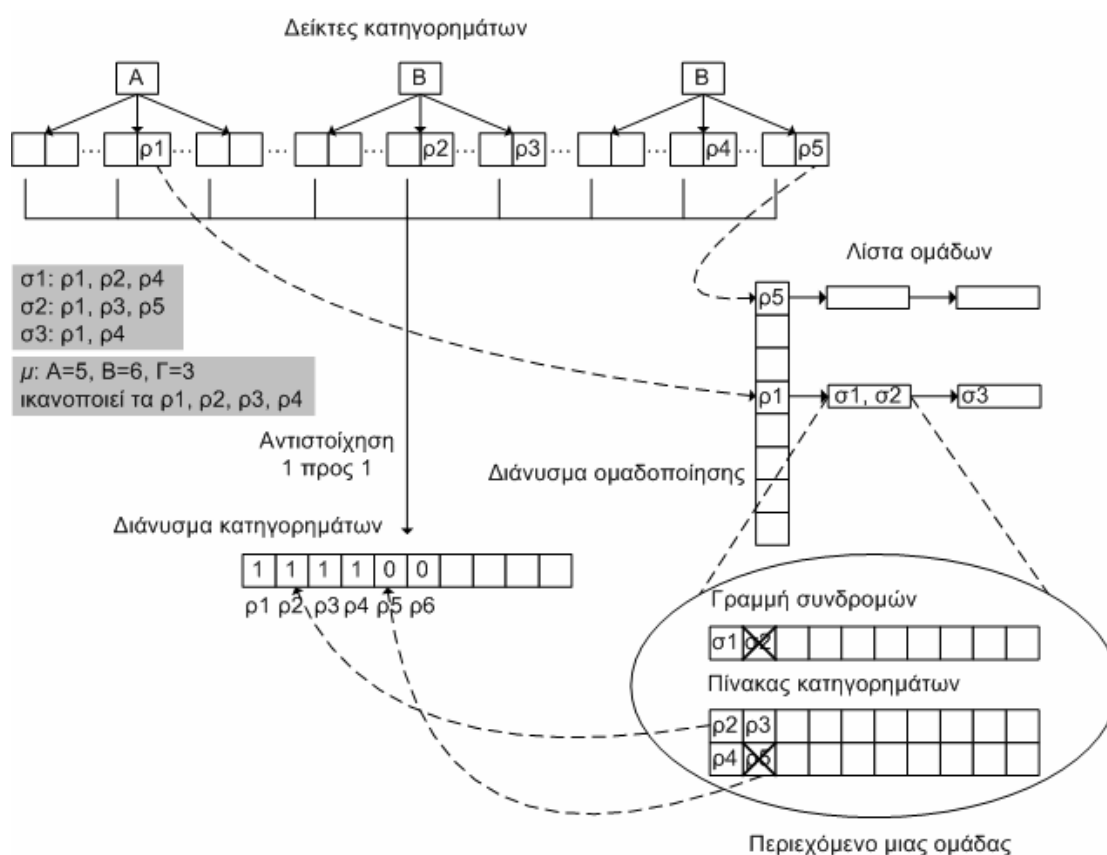 Δείκτες κατηγορημάτων
Α
Β
Β
ρ1
ρ2
ρ3
ρ4
ρ5
σ1: ρ1, ρ2, ρ4
σ2: ρ1, ρ3, ρ5
σ3: ρ1, ρ4
μ: Α=5, Β=6, Γ=3
ικανοποιεί τα ρ1, ρ2, ρ3, ρ4
Λίστα ομάδων
ρ5
ρ1
σ1, σ2
σ3
Αντιστοίχηση
1 προς 1
Διάνυσμα ομαδοποίησης
Διάνυσμα κατηγορημάτων
1 1 1 1 0 0
ρ1 ρ2 ρ3 ρ4 ρ5 ρ6
Γραμμή συνδρομών
σ1 σ2
Πίνακας κατηγορημάτων
ρ2 ρ3
ρ4 ρ5
Περιεχόμενο μιας ομάδας